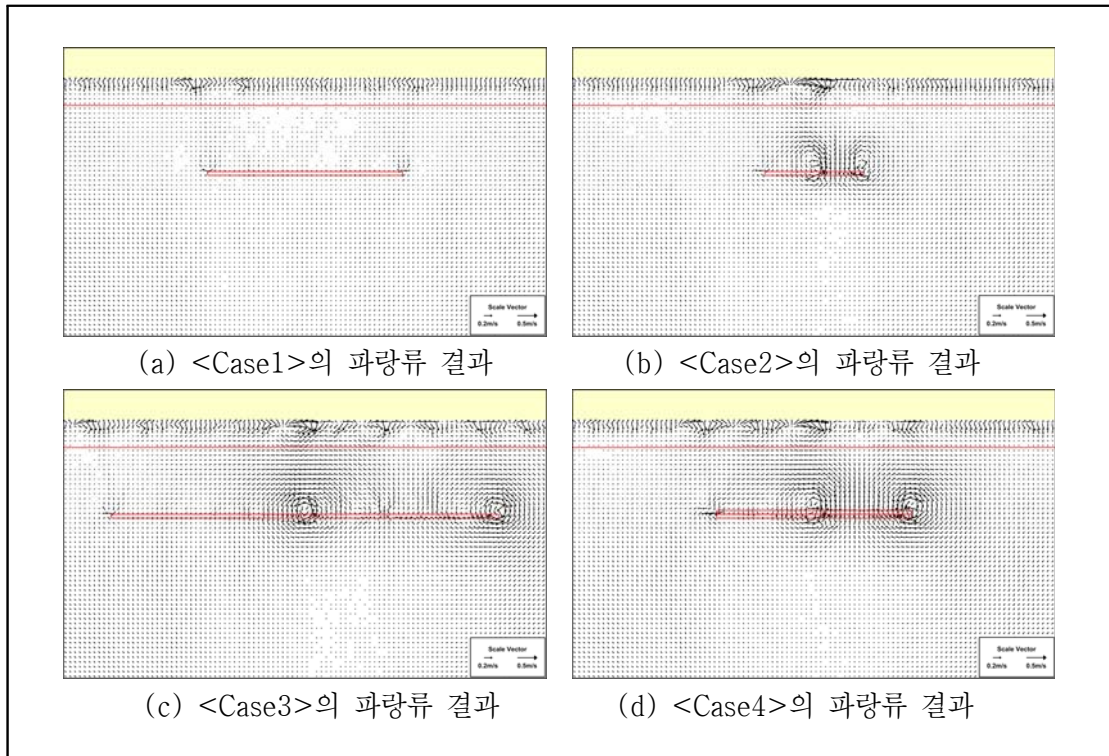 Scale Vector
0.2m/s 0.5m/s
Scale Vector
0.2m/s 0.5m/s
(a) <Case1>의 파랑류 결과
(b) <Case2>의 파랑류 결과
Scale Vector
0.2m/s 0.5m/s
Scale Vector
0.2m/s 0.5m/s
(c) <Case3>의 파랑류 결과
(d) <Case4>의 파랑류 결과